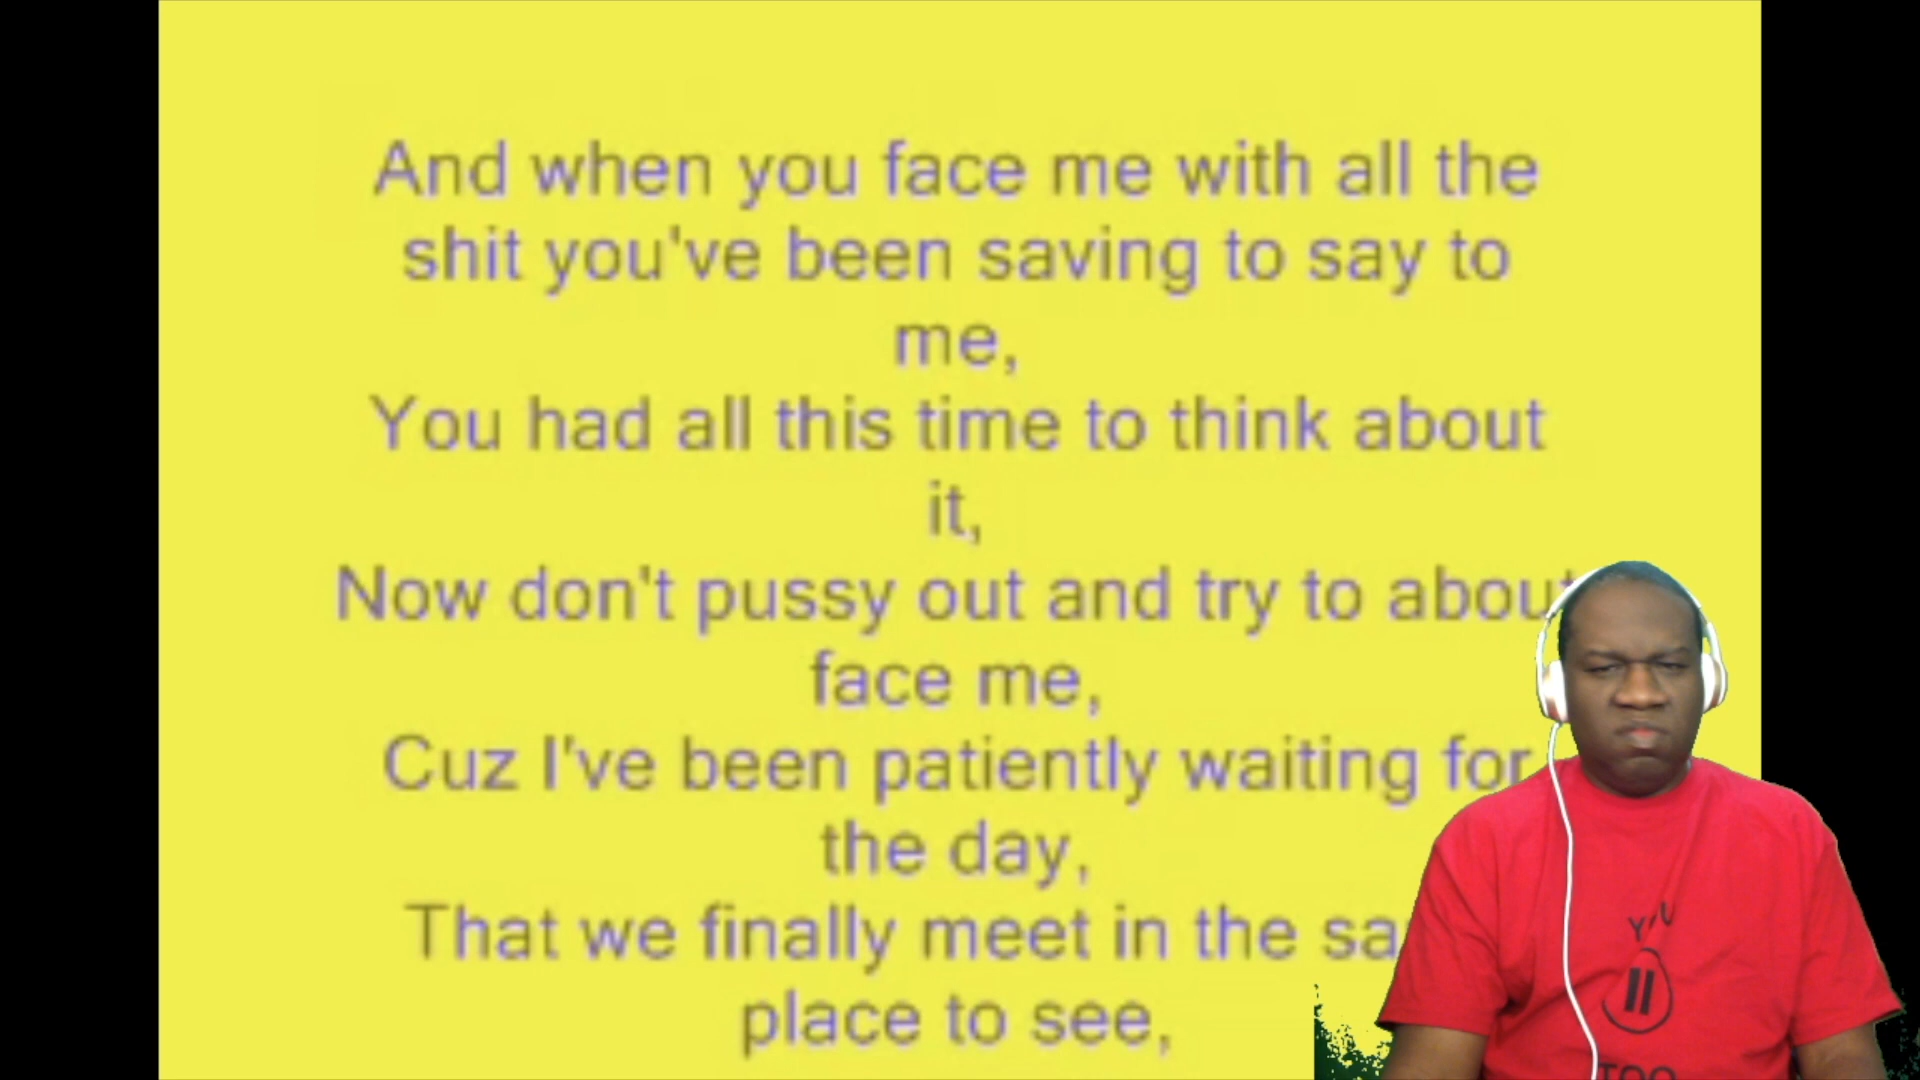 And when you face me with all the
shit you've been saving to say to
me,
You had all this time to think about
it,
Now don't pussy out and try to about
face me,
Cuz I've been patiently waiting for
the day,
That we finally meet in the sa
place to see,
TOO